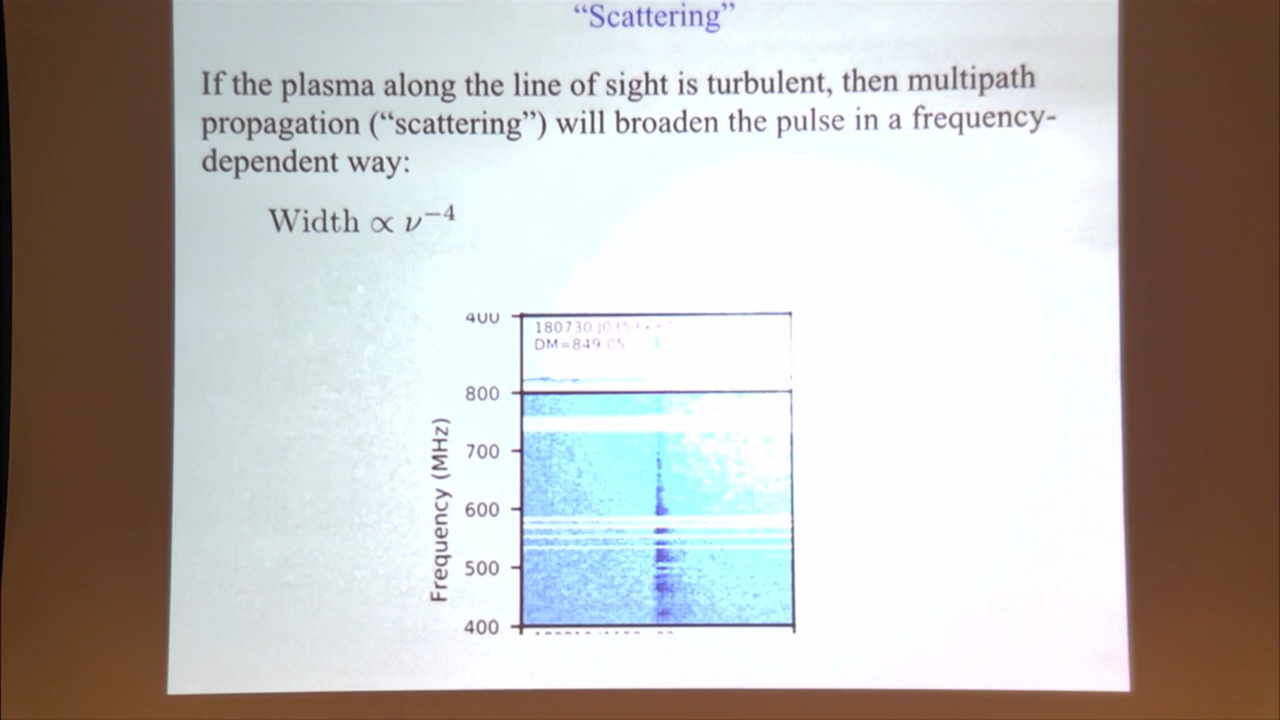 “Scattering”
If the plasma along the line of sight is turbulent, then multipath
propagation (“scattering”) will broaden the pulse in a frequency-
dependent way:
Width ∝ ν⁻⁴
400
180730
DM=849.05
800
700
600
500
400
Frequency (MHz)